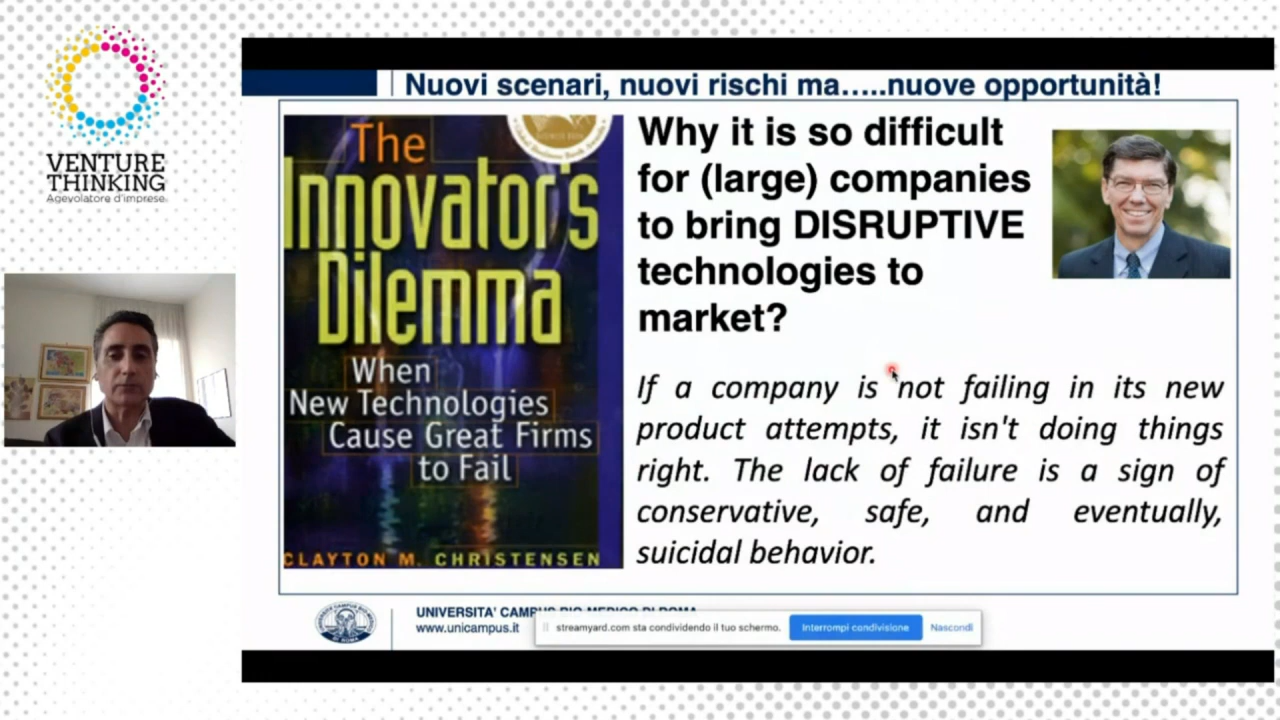 VENTURE
THINKING
Agevolatore d'imprese
Nuovi scenari, nuovi rischi ma.....nuove opportunità!
The
Innovator's
Dilemma
When
New Technologies
Cause Great Firms
to Fail
CLAYTON M. CHRISTENSEN
Why it is so difficult
for (large) companies
to bring DISRUPTIVE
technologies to
market?
If a company is not failing in its new
product attempts, it isn't doing things
right. The lack of failure is a sign of
conservative, safe, and eventually,
suicidal behavior.
UNIVERSITA' CAMPUS BIO-MEDICO DI ROMA
www.unicampus.it
streamyard.com sta condividendo il tuo schermo.
Interrompi condivisione
Nascondi